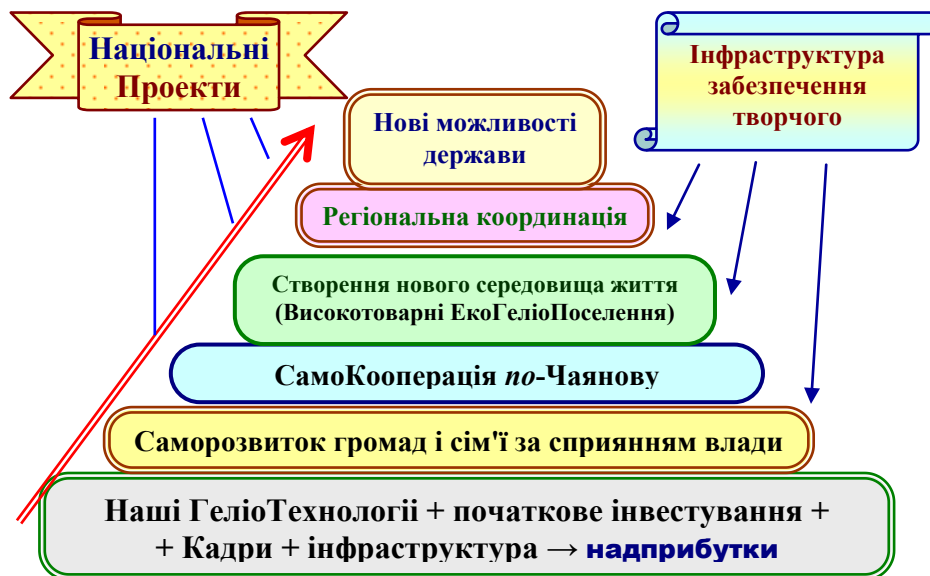 Національні
Проекти
Інфраструктура
забезпечення
творчого
Нові можливості
держави
Регіональна координація
Створення нового середовища життя
(Високотоварні ЕкоГеліоПоселення)
СамоКооперація по-Чаянову
Саморозвиток громад і сім'ї за сприянням влади
Наші ГеліоТехнологіі + початкове інвестування +
+ Кадри + інфраструктура → надприбутки